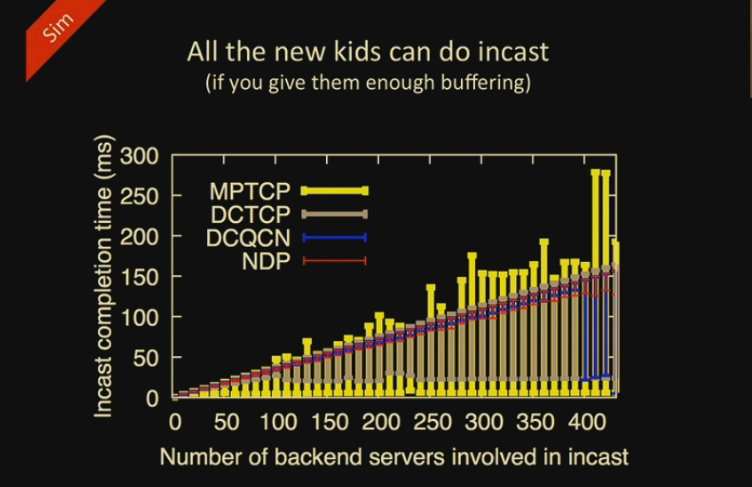 Sim
All the new kids can do incast
(if you give them enough buffering)
Incast completion time (ms)
300
250
200
150
100
50
0
MPTCP
DCTCP
DCQCN
NDP
0 50 100 150 200 250 300 350 400
Number of backend servers involved in incast